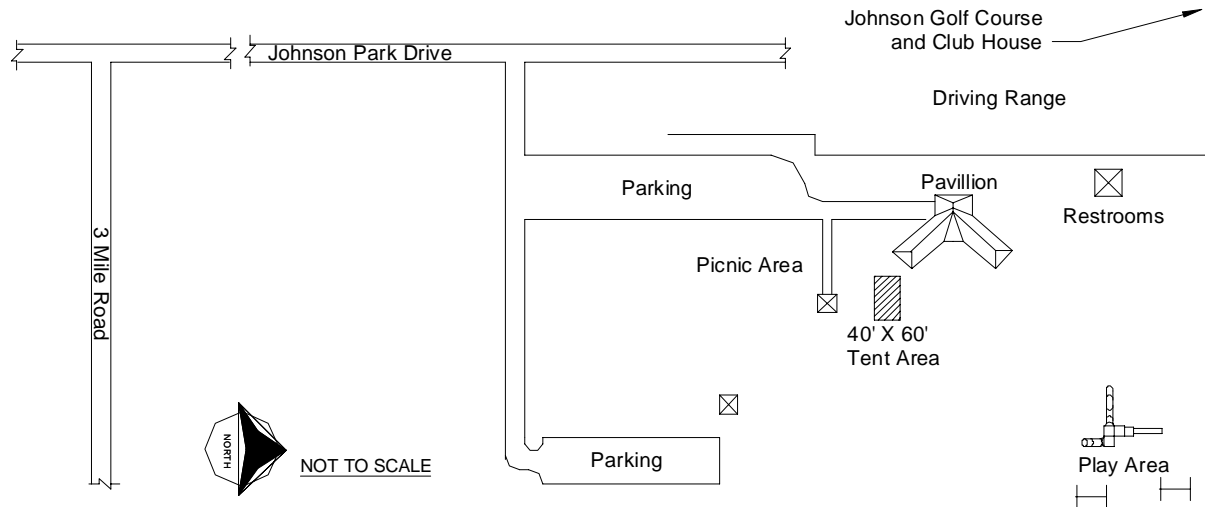 Johnson Golf Course
and Club House
Johnson Park Drive
Driving Range
Parking
Pavillion
Restrooms
3 Mile Road
Picnic Area
40' X 60'
Tent Area
NORTH
NOT TO SCALE
Parking
Play Area